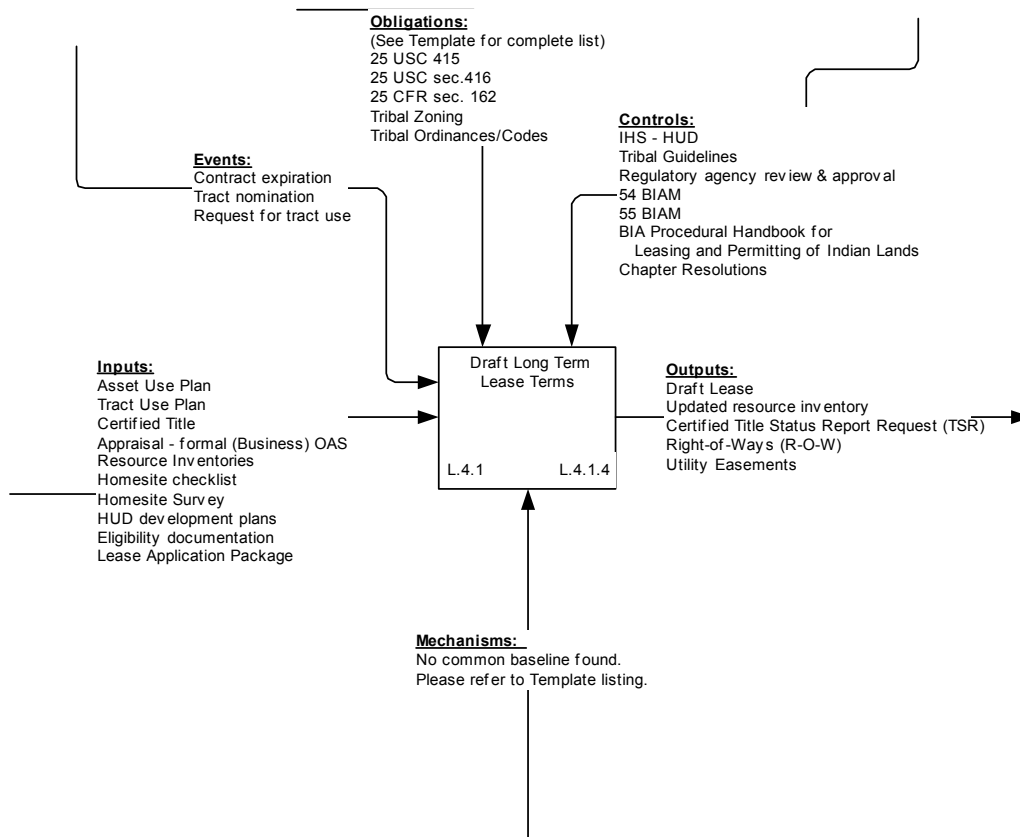 Obligations:
(See Template for complete list)
25 USC 415
25 USC sec.416
25 CFR sec. 162
Tribal Zoning
Tribal Ordinances/Codes
Controls:
IHS - HUD
Tribal Guidelines
Regulatory agency review & approval
54 BIAM
55 BIAM
BIA Procedural Handbook for
Leasing and Permitting of Indian Lands
Chapter Resolutions
Events:
Contract expiration
Tract nomination
Request for tract use
Inputs:
Asset Use Plan
Tract Use Plan
Certified Title
Appraisal - formal (Business) OAS
Resource Inventories
Homesite checklist
Homesite Survey
HUD development plans
Eligibility documentation
Lease Application Package
Draft Long Term
Lease Terms
L.4.1 L.4.1.4
Outputs:
Draft Lease
Updated resource inventory
Certified Title Status Report Request (TSR)
Right-of-Ways (R-O-W)
Utility Easements
Mechanisms:
No common baseline found.
Please refer to Template listing.